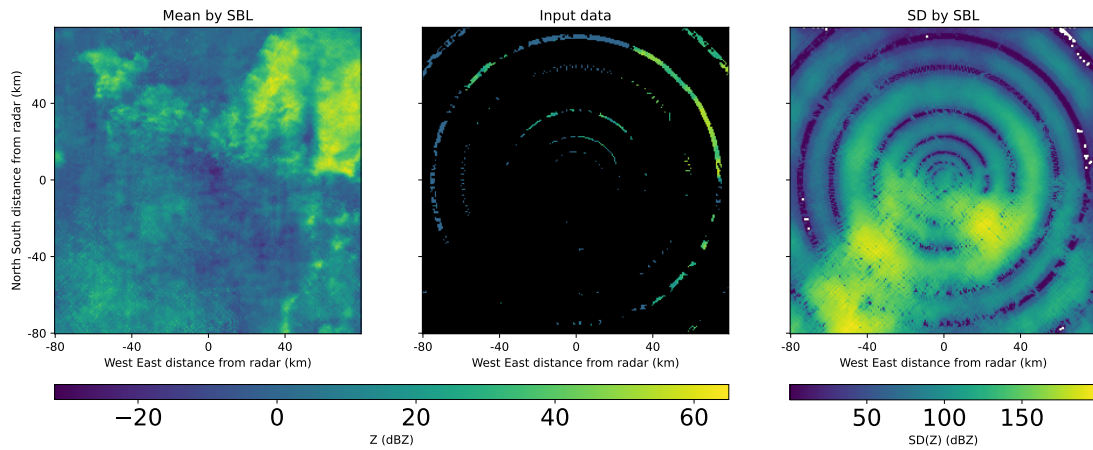 Mean by SBL
Input data
SD by SBL
North South distance from radar (km)
40
0
-40
-80
-80 -40 0 40
-80 -40 0 40
-80 -40 0 40
West East distance from radar (km)
West East distance from radar (km)
West East distance from radar (km)
−20 0 20 40 60
50 100 150
Z (dBZ)
SD(Z) (dBZ)